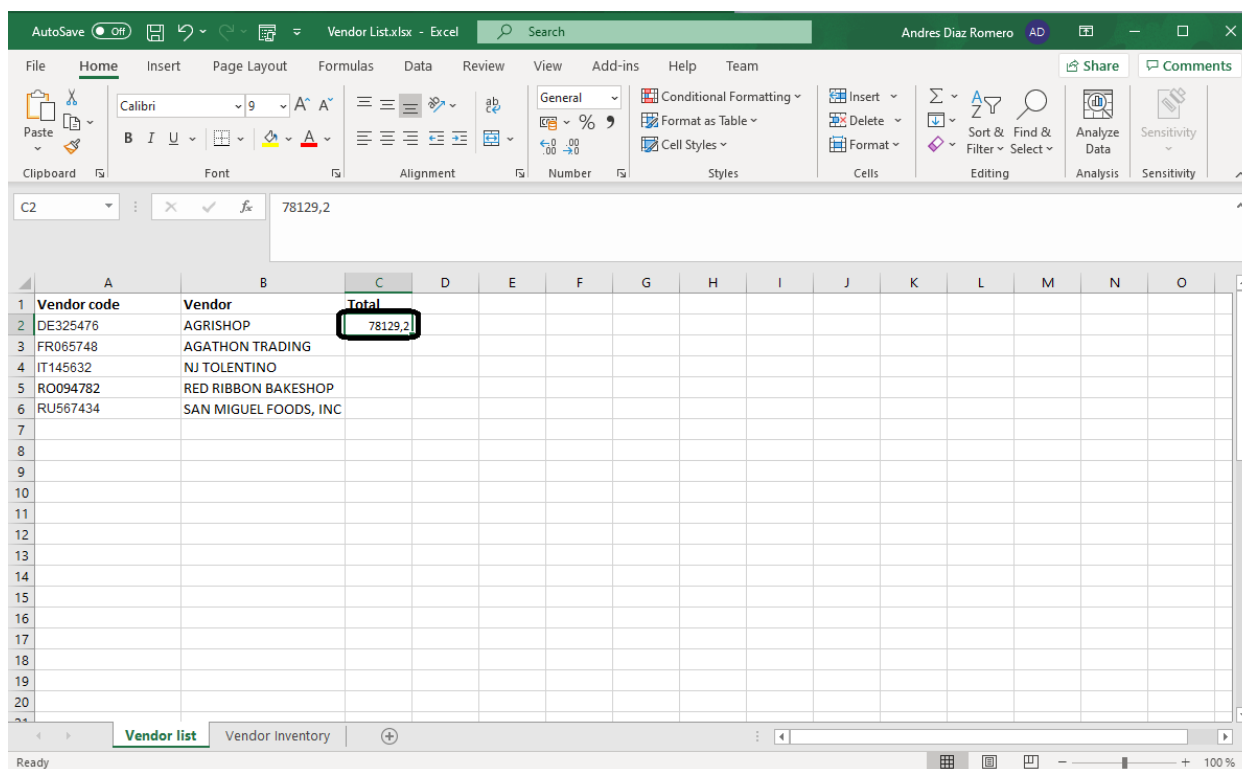 AutoSave Off Vendor List.xlsx - Excel Search Andres Diaz Romero AD
File Home Insert Page Layout Formulas Data Review View Add-ins Help Team Share Comments
Paste
Calibri 9 A^ A˅
B I U A
ab
c
General
% 9
Conditional Formatting
Format as Table
Cell Styles
Insert
Delete
Format
Σ
Sort & Filter
Find & Select
Analyze Data
Sensitivity
Clipboard Font Alignment Number Styles Cells Editing Analysis Sensitivity
C2 fx 78129,2
A B C D E F G H I J K L M N O
1 Vendor code Vendor Total
2 DE325476 AGRISHOP 78129,2
3 FR065748 AGATHON TRADING
4 IT145632 NJ TOLENTINO
5 RO094782 RED RIBBON BAKESHOP
6 RU567434 SAN MIGUEL FOODS, INC
7
8
9
10
11
12
13
14
15
16
17
18
19
20
Vendor list Vendor Inventory
Ready 100 %